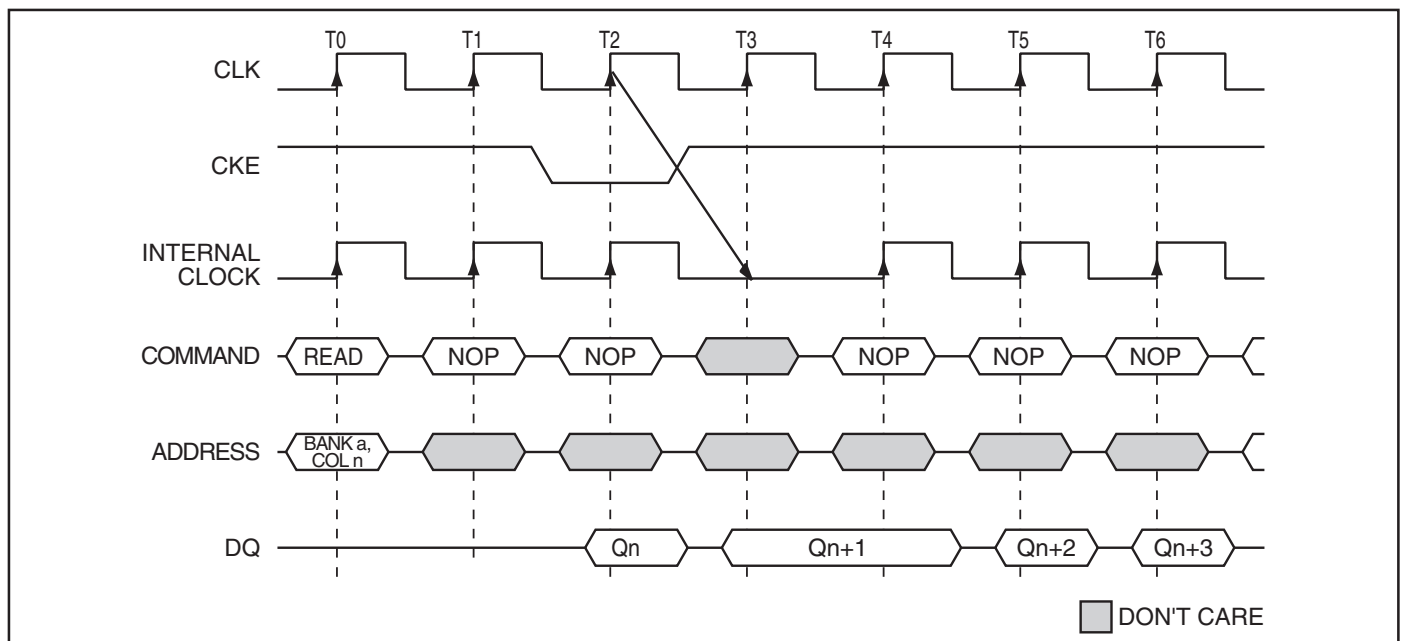 T0 T1 T2 T3 T4 T5 T6
CLK
CKE
INTERNAL
CLOCK
COMMAND READ NOP NOP NOP NOP NOP
ADDRESS BANK a,
COL n
DQ Qn Qn+1 Qn+2 Qn+3
DON'T CARE